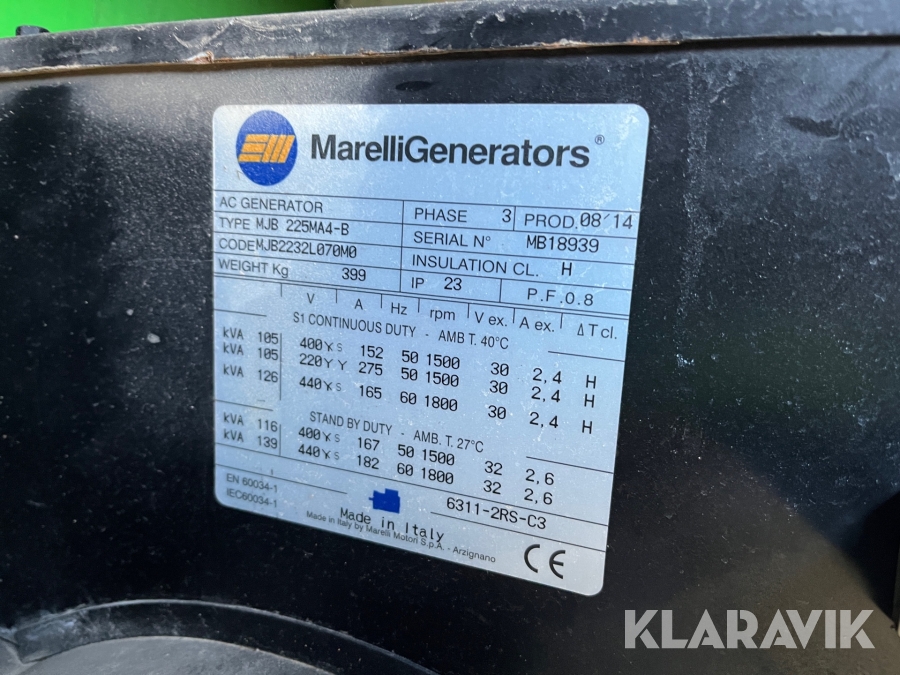 MarelliGenerators®
AC GENERATOR PHASE 3 PROD. 08/14
TYPE MJB 225MA4-B SERIAL N° MB18939
CODE MJB2232L070M0 INSULATION CL. H
WEIGHT Kg 399 IP 23 P.F. 0.8
V A Hz rpm V ex. A ex. ΔT cl.
S1 CONTINUOUS DUTY - AMB T. 40°C
kVA 105 400 Y S 152 50 1500 30 2,4 H
kVA 105 220 Y Y 275 50 1500 30 2,4 H
kVA 126 440 Y S 165 60 1800 30 2,4 H
STAND BY DUTY - AMB. T. 27°C
kVA 116 400 Y S 167 50 1500 32 2,6
kVA 139 440 Y S 182 60 1800 32 2,6
EN 60034-1
IEC60034-1
6311-2RS-C3
Made in Italy
Made in Italy by Marelli Motori S.p.A. - Arzignano
CE
KLARAVIK